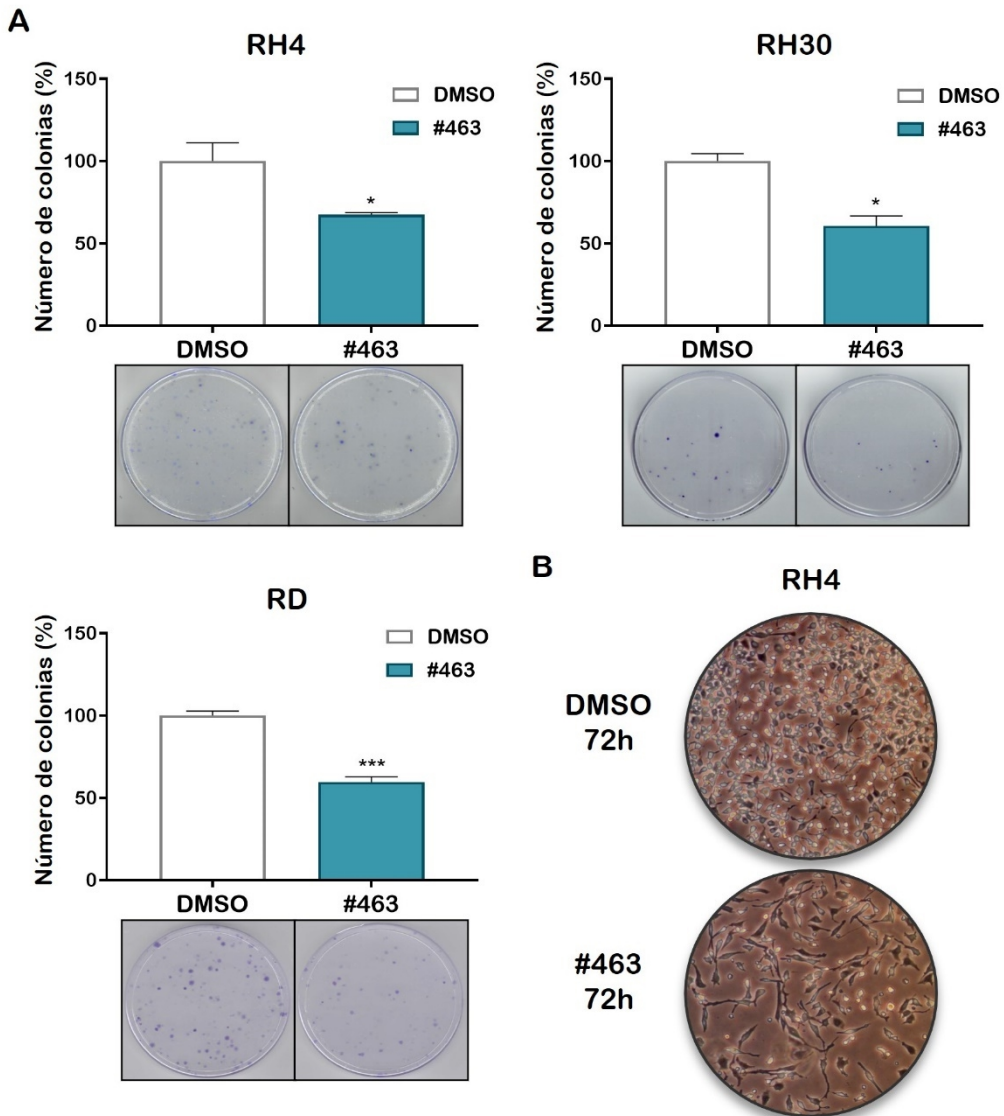 A
RH4
Número de colonias (%)
150
100
50
0
DMSO
#463
*
DMSO
#463
RH30
Número de colonias (%)
150
100
50
0
DMSO
#463
*
DMSO
#463
RD
Número de colonias (%)
150
100
50
0
DMSO
#463
***
DMSO
#463
B
RH4
DMSO
72h
#463
72h